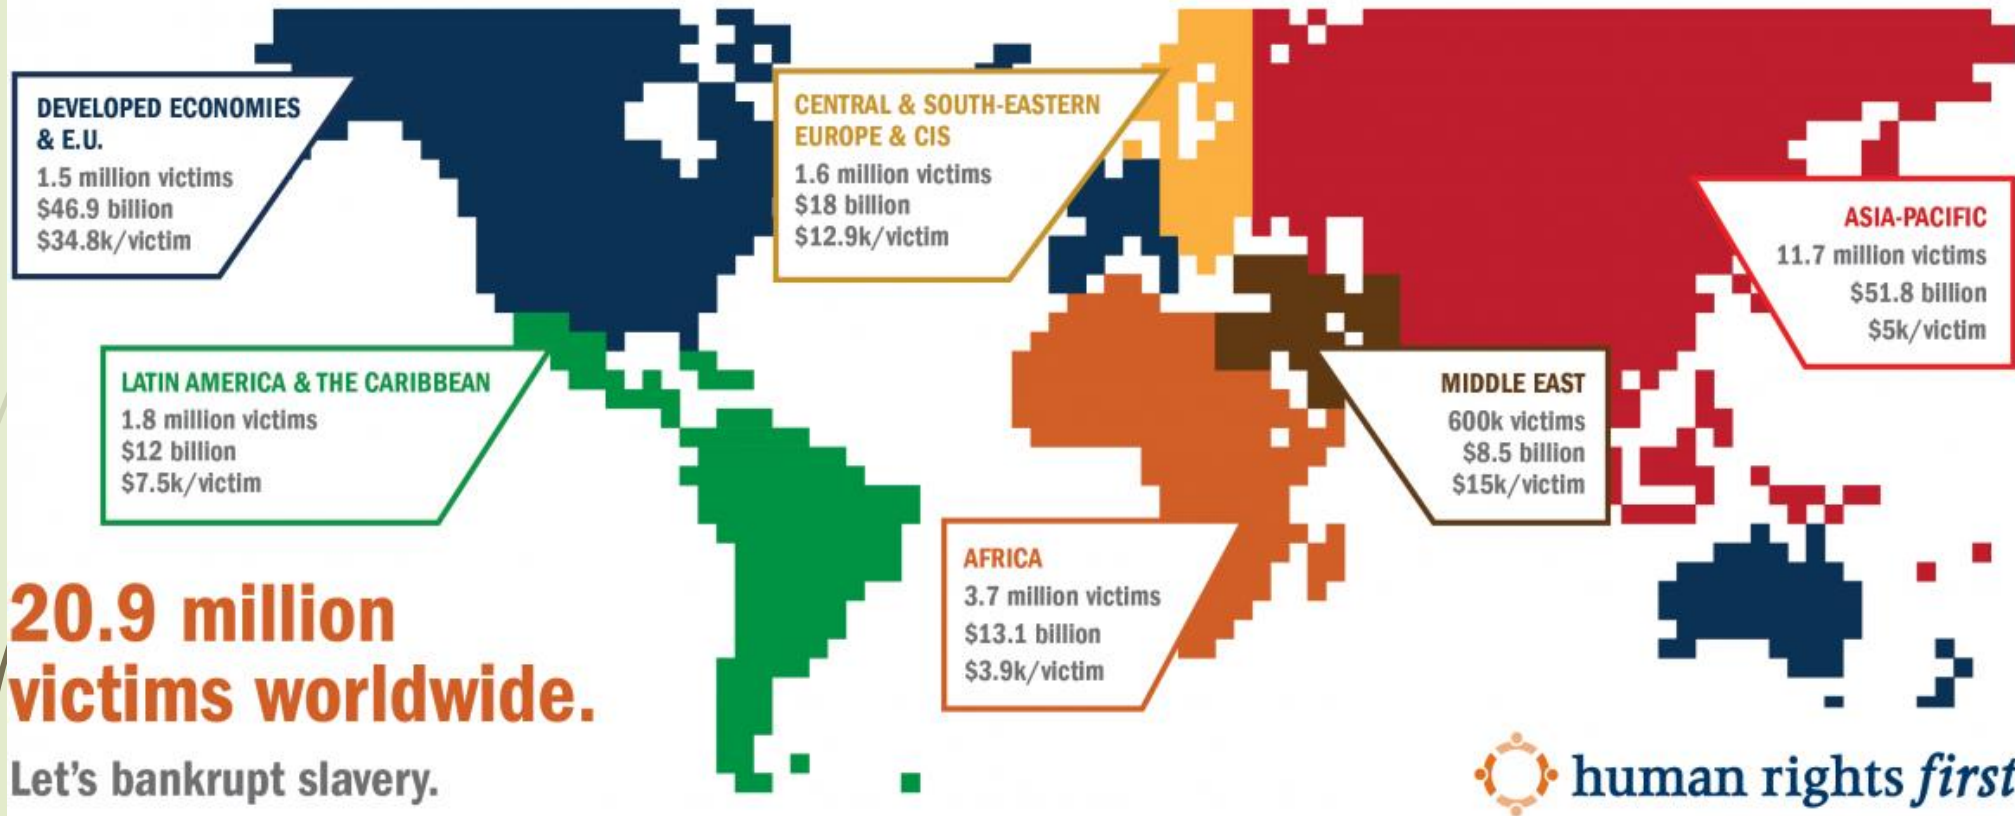 DEVELOPED ECONOMIES
& E.U.
1.5 million victims
$46.9 billion
$34.8k/victim
CENTRAL & SOUTH-EASTERN
EUROPE & CIS
1.6 million victims
$18 billion
$12.9k/victim
ASIA-PACIFIC
11.7 million victims
$51.8 billion
$5k/victim
LATIN AMERICA & THE CARIBBEAN
1.8 million victims
$12 billion
$7.5k/victim
MIDDLE EAST
600k victims
$8.5 billion
$15k/victim
AFRICA
3.7 million victims
$13.1 billion
$3.9k/victim
20.9 million
victims worldwide.
Let's bankrupt slavery.
human rights first